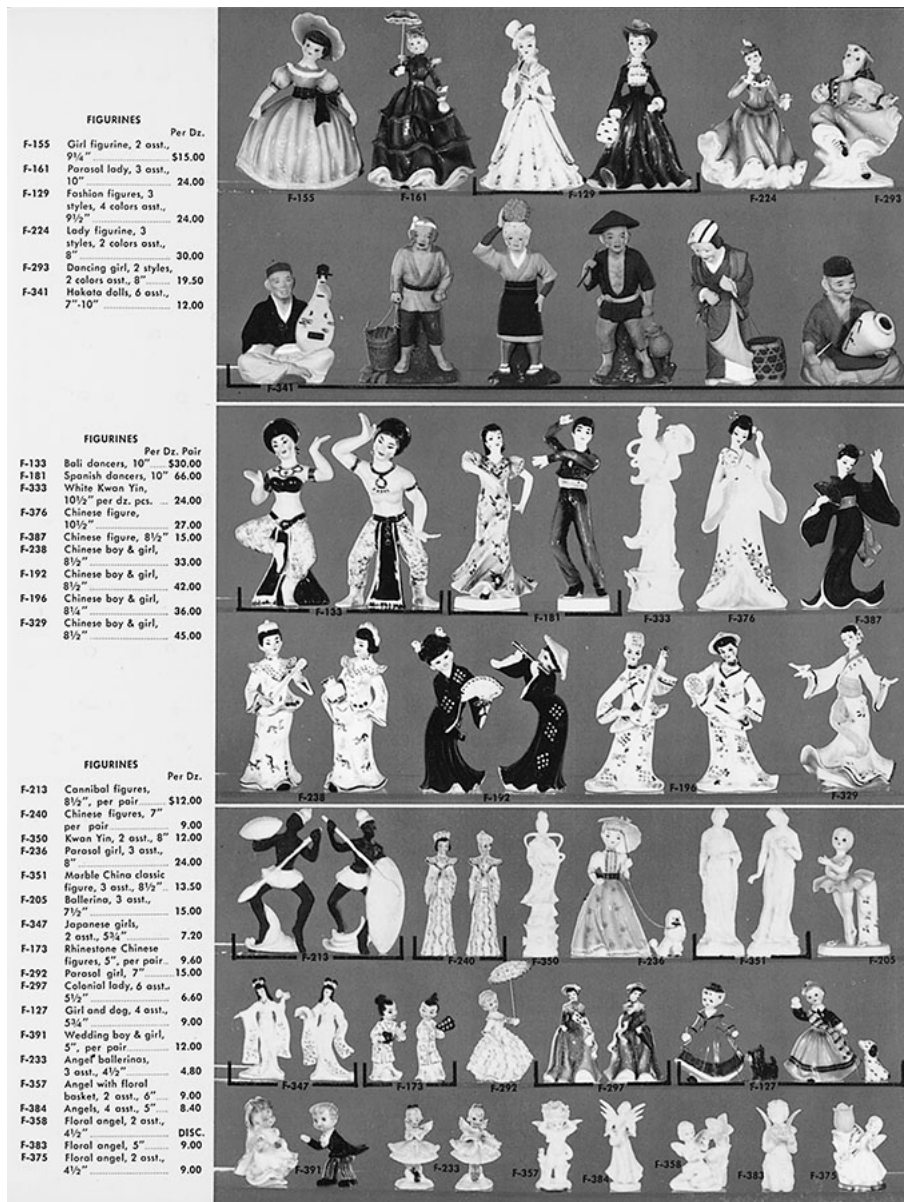 FIGURINES
Per Dz.
F-155 Girl figurine, 2 asst.,
9¼" $15.00
F-161 Parasol lady, 3 asst.,
10" 24.00
F-129 Fashion figures, 3
styles, 4 colors asst.,
9½" 24.00
F-224 Lady figurine, 3
styles, 2 colors asst.,
8" 30.00
F-293 Dancing girl, 2 styles,
2 colors asst., 8" 19.50
F-341 Hakata dolls, 6 asst.,
7"-10" 12.00
F-155 F-161 F-129 F-224 F-293
F-341
FIGURINES
Per Dz. Pair
F-133 Bali dancers, 10" $30.00
F-181 Spanish dancers, 10" 66.00
F-333 White Kwan Yin,
10½" per dz. pcs. 24.00
F-376 Chinese figure,
10½" 27.00
F-387 Chinese figure, 8½" 15.00
F-238 Chinese boy & girl,
8½" 33.00
F-192 Chinese boy & girl,
8½" 42.00
F-196 Chinese boy & girl,
8¼" 36.00
F-329 Chinese boy & girl,
8½" 45.00
F-133 F-181 F-333 F-376 F-387
F-238 F-192 F-196 F-329
FIGURINES
Per Dz.
F-213 Cannibal figures,
8½", per pair $12.00
F-240 Chinese figures, 7"
per pair 9.00
F-350 Kwan Yin, 2 asst., 8" 12.00
F-236 Parasol girl, 3 asst.,
8" 24.00
F-351 Marble China classic
figure, 3 asst., 8½" 13.50
F-205 Ballerina, 3 asst.,
7½" 15.00
F-347 Japanese girls,
2 asst., 5¾" 7.20
F-173 Rhinestone Chinese
figures, 5", per pair 9.60
F-292 Parasol girl, 7" 15.00
F-297 Colonial lady, 6 asst.,
5½" 6.60
F-127 Girl and dog, 4 asst.,
5¾" 9.00
F-391 Wedding boy & girl,
5", per pair 12.00
F-233 Angel ballerinas,
3 asst., 4½" 4.80
F-357 Angel with floral
basket, 2 asst., 6" 9.00
F-384 Angels, 4 asst., 5" 8.40
F-358 Floral angel, 2 asst.,
4½" DISC.
F-383 Floral angel, 5" 9.00
F-375 Floral angel, 2 asst.,
4½" 9.00
F-213 F-240 F-350 F-236 F-351 F-205
F-347 F-173 F-292 F-297 F-127
F-391 F-233 F-357 F-384 F-358 F-383 F-375